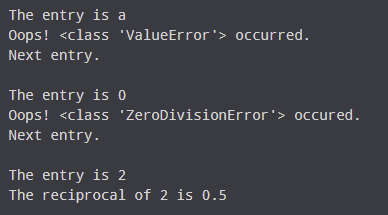 The entry is a
Oops! <class 'ValueError'> occurred.
Next entry.

The entry is 0
Oops! <class 'ZeroDivisionError'> occured.
Next entry.

The entry is 2
The reciprocal of 2 is 0.5